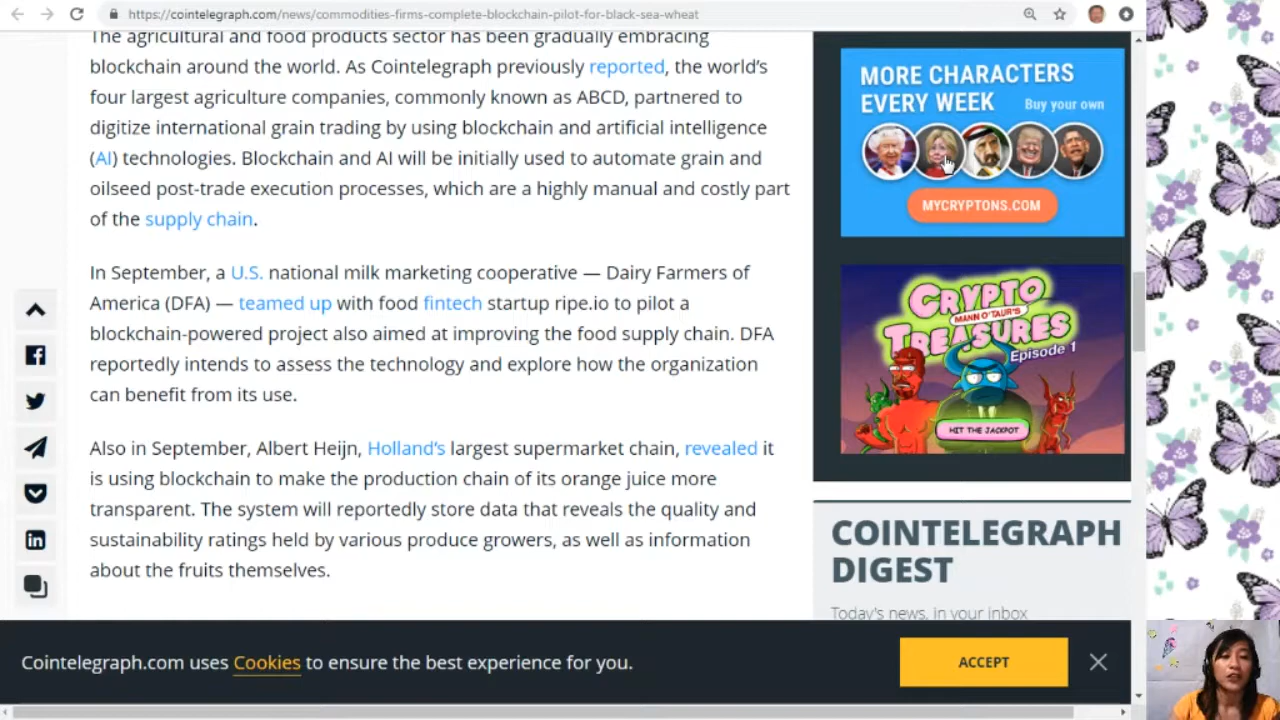 https://cointelegraph.com/news/commodities-firms-complete-blockchain-pilot-for-black-sea-wheat
The agricultural and food products sector has been gradually embracing
blockchain around the world. As Cointelegraph previously reported, the world's
four largest agriculture companies, commonly known as ABCD, partnered to
digitize international grain trading by using blockchain and artificial intelligence
(AI) technologies. Blockchain and AI will be initially used to automate grain and
oilseed post-trade execution processes, which are a highly manual and costly part
of the supply chain.
In September, a U.S. national milk marketing cooperative — Dairy Farmers of
America (DFA) — teamed up with food fintech startup ripe.io to pilot a
blockchain-powered project also aimed at improving the food supply chain. DFA
reportedly intends to assess the technology and explore how the organization
can benefit from its use.
Also in September, Albert Heijn, Holland's largest supermarket chain, revealed it
is using blockchain to make the production chain of its orange juice more
transparent. The system will reportedly store data that reveals the quality and
sustainability ratings held by various produce growers, as well as information
about the fruits themselves.
MORE CHARACTERS
EVERY WEEK Buy your own
MYCRYPTONS.COM
CRYPTO
MANN O'TAUR'S
TREASURES
Episode 1
HIT THE JACKPOT
COINTELEGRAPH
DIGEST
Today's news, in your inbox
Cointelegraph.com uses Cookies to ensure the best experience for you.
ACCEPT